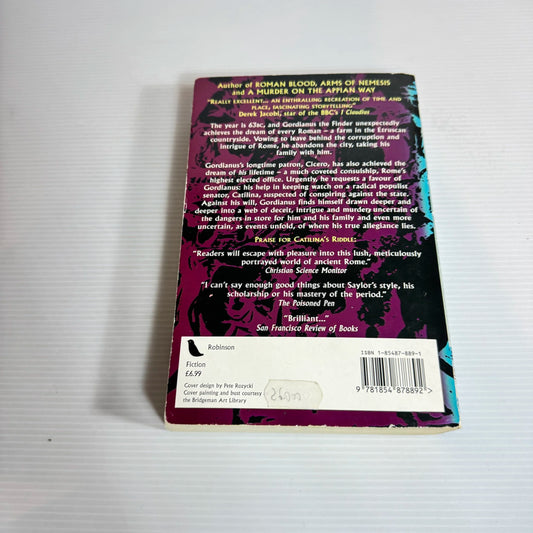 Author of ROMAN BLOOD, ARMS OF NEMESIS
and A MURDER ON THE APPIAN WAY
"REALLY EXCELLENT... AN ENTHRALLING RECREATION OF TIME AND
PLACE, FASCINATING STORYTELLING"
Derek Jacobi, star of the BBC's I Claudius
The year is 63BC, and Gordianus the Finder unexpectedly
achieves the dream of every Roman – a farm in the Etruscan
countryside. Vowing to leave behind the corruption and
intrigue of Rome, he abandons the city, taking his
family with him.
Gordianus's longtime patron, Cicero, has also achieved the
dream of his lifetime – a much coveted consulship, Rome's
highest elected office. Urgently, he requests a favour of
Gordianus: his help in keeping watch on a radical populist
senator, Catilina, suspected of conspiring against the state.
Against his will, Gordianus finds himself drawn deeper and
deeper into a web of deceit, intrigue and murder, uncertain of
the dangers in store for him and his family and even more
uncertain, as events unfold, of where his true allegiance lies.
PRAISE FOR CATILINA'S RIDDLE:
"Readers will escape with pleasure into this lush, meticulously
portrayed world of ancient Rome."
Christian Science Monitor
"I can't say enough good things about Saylor's style, his
scholarship or his mastery of the period."
The Poisoned Pen
"Brilliant..."
San Francisco Review of Books
Robinson
Fiction
£6.99
Cover design by Pete Rozycki
Cover painting and bust courtesy
the Bridgeman Art Library
ISBN 1-85487-889-1
9 781854 878892 >